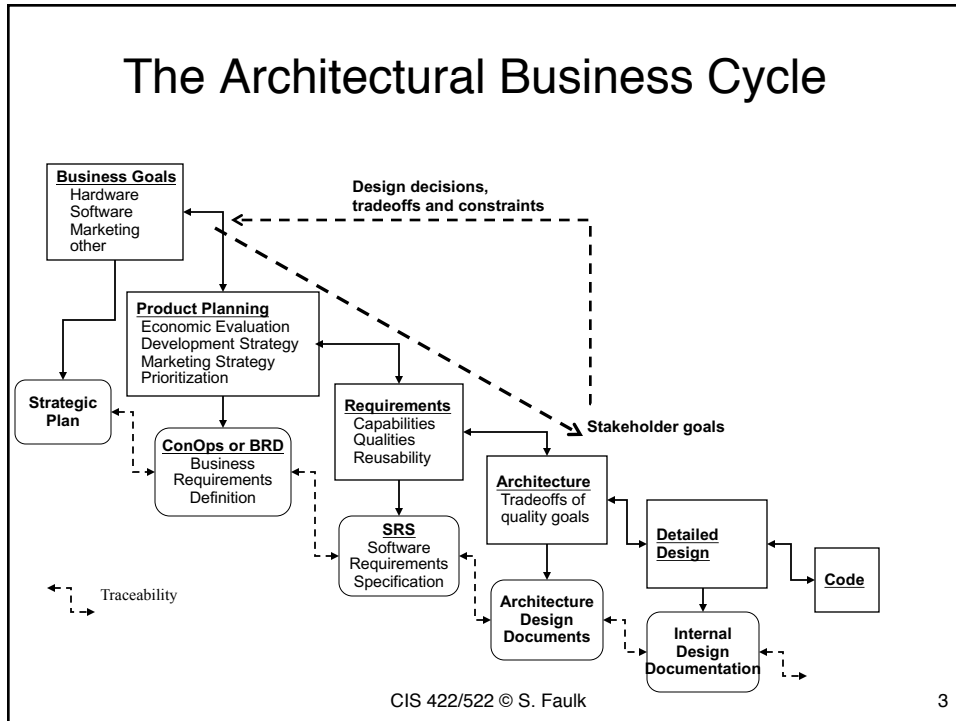 The Architectural Business Cycle
Business Goals
Hardware
Software
Marketing
other
Design decisions,
tradeoffs and constraints
Product Planning
Economic Evaluation
Development Strategy
Marketing Strategy
Prioritization
Strategic
Plan
Requirements
Capabilities
Qualities
Reusability
Stakeholder goals
ConOps or BRD
Business
Requirements
Definition
Architecture
Tradeoffs of
quality goals
SRS
Software
Requirements
Specification
Detailed
Design
Code
Traceability
Architecture
Design
Documents
Internal
Design
Documentation
CIS 422/522 © S. Faulk
3